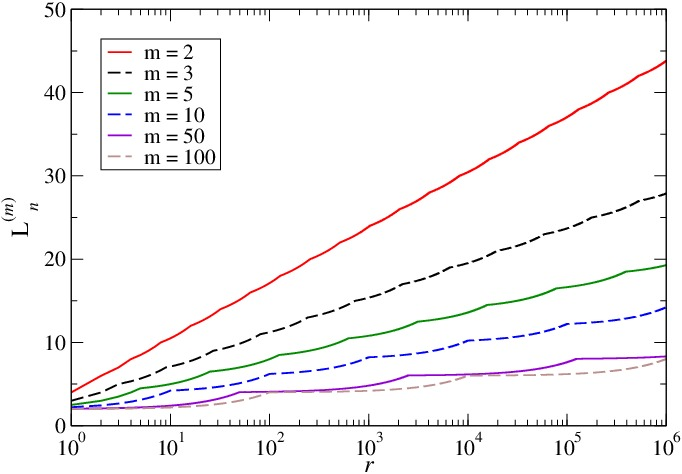 50
40
30
20
10
0
L_n^(m)
m = 2
m = 3
m = 5
m = 10
m = 50
m = 100
10^0 10^1 10^2 10^3 10^4 10^5 10^6
r